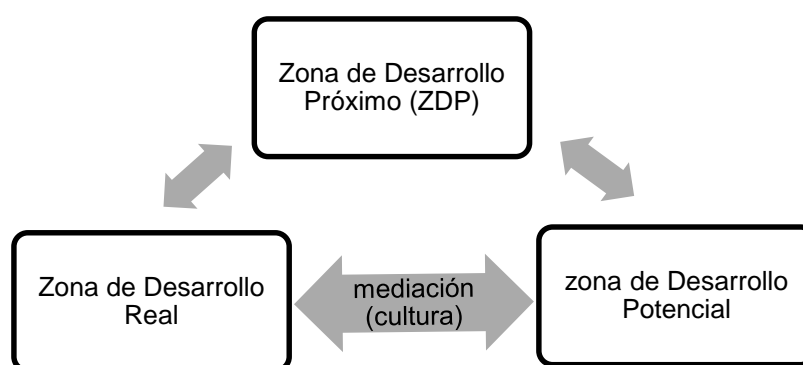 Zona de Desarrollo
Próximo (ZDP)
Zona de Desarrollo
Real
mediación
(cultura)
zona de Desarrollo
Potencial